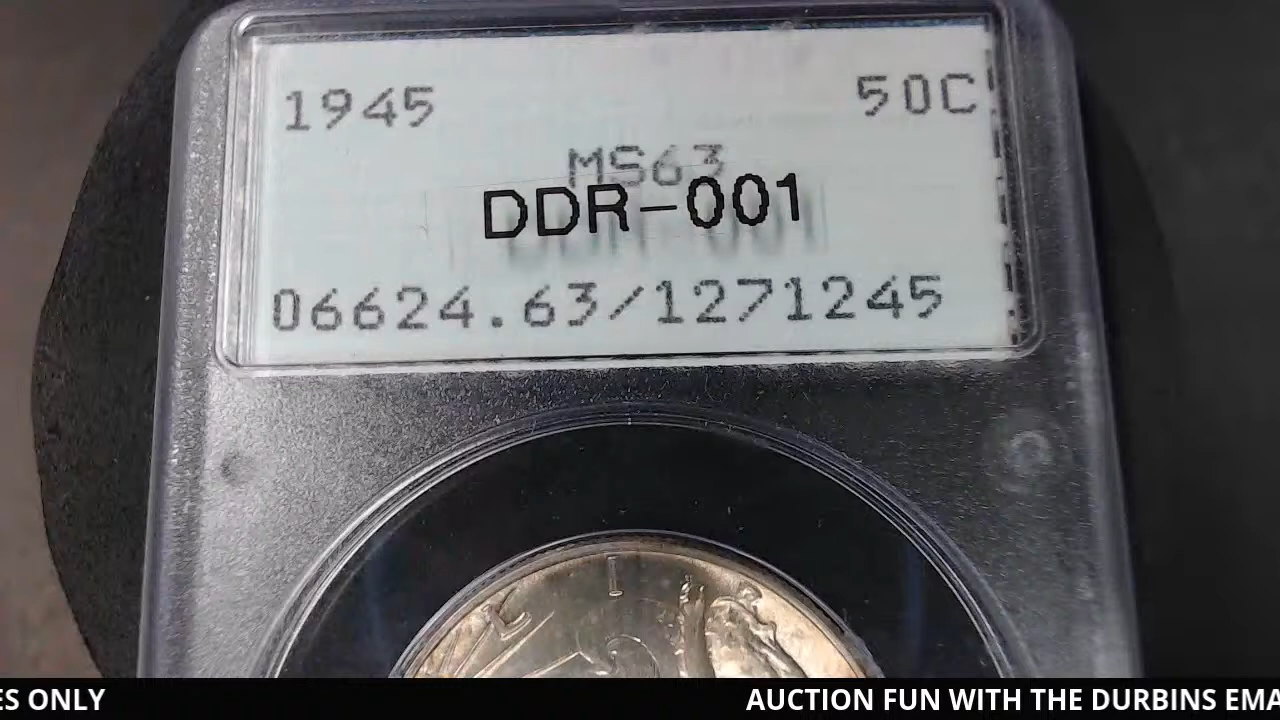 1945 50C
MS63
DDR-001
06624.63/1271245
L I
ES ONLY AUCTION FUN WITH THE DURBINS EMA